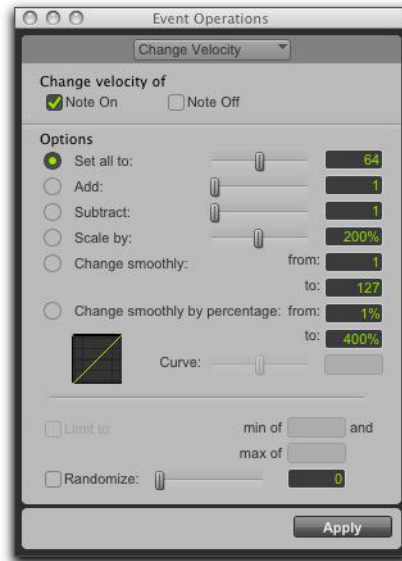 Event Operations
Change Velocity
Change velocity of
Note On Note Off
Options
Set all to: 64
Add: 1
Subtract: 1
Scale by: 200%
Change smoothly: from: 1
to: 127
Change smoothly by percentage: from: 1%
to: 400%
Curve:
Limit to: min of and
max of
Randomize: 0
Apply